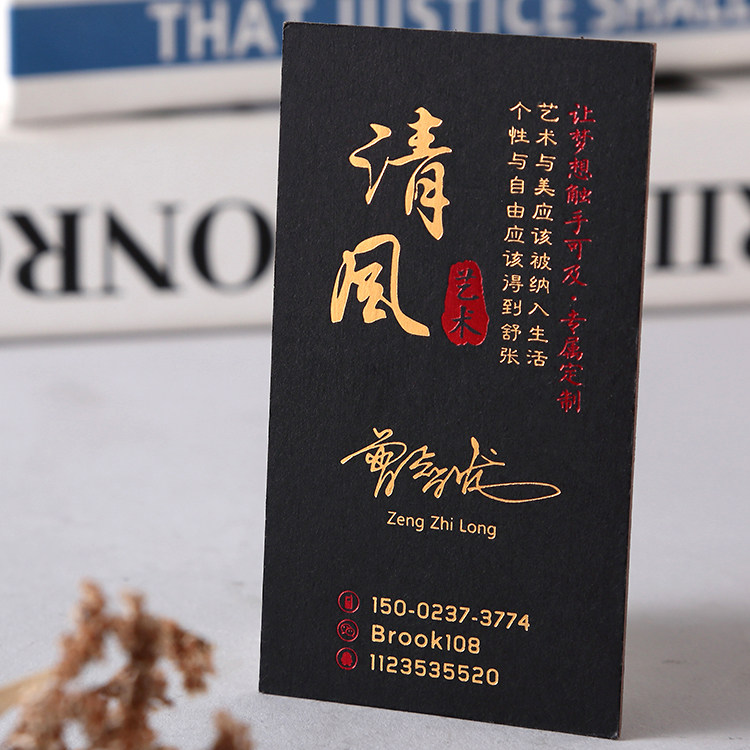 THAT JUSTICE SHALL
清风
艺术
让梦想触手可及·专属定制
艺术与美应该被纳入生活
个性与自由应该得到舒张
Zeng Zhi Long
150-0237-3774
Brook108
1123535520